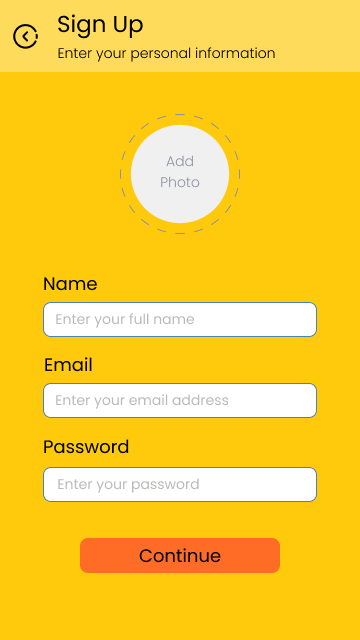 Sign Up
Enter your personal information
Add
Photo
Name
Enter your full name
Email
Enter your email address
Password
Enter your password
Continue